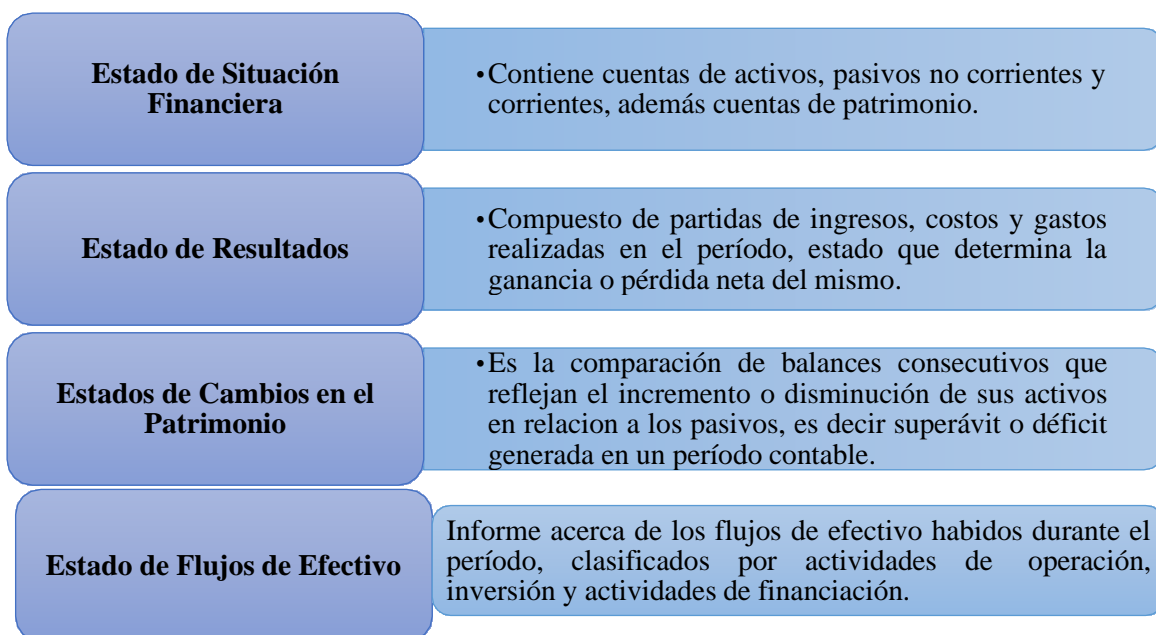 Estado de Situación
Financiera
•Contiene cuentas de activos, pasivos no corrientes y
corrientes, además cuentas de patrimonio.
Estado de Resultados
•Compuesto de partidas de ingresos, costos y gastos
realizadas en el período, estado que determina la
ganancia o pérdida neta del mismo.
Estados de Cambios en el
Patrimonio
•Es la comparación de balances consecutivos que
reflejan el incremento o disminución de sus activos
en relacion a los pasivos, es decir superávit o déficit
generada en un período contable.
Estado de Flujos de Efectivo
Informe acerca de los flujos de efectivo habidos durante el
período, clasificados por actividades de operación,
inversión y actividades de financiación.